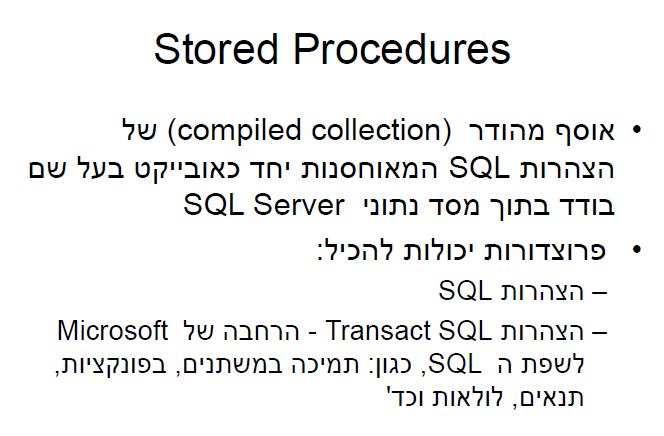 Stored Procedures
• אוסף מהודר (compiled collection) של
הצהרות SQL המאוחסנות יחד כאובייקט בעל שם
בודד בתוך מסד נתוני SQL Server
• פרוצדורות יכולות להכיל:
– הצהרות SQL
– הצהרות Transact SQL - הרחבה של Microsoft
לשפת ה SQL, כגון: תמיכה במשתנים, בפונקציות,
תנאים, לולאות וכד'